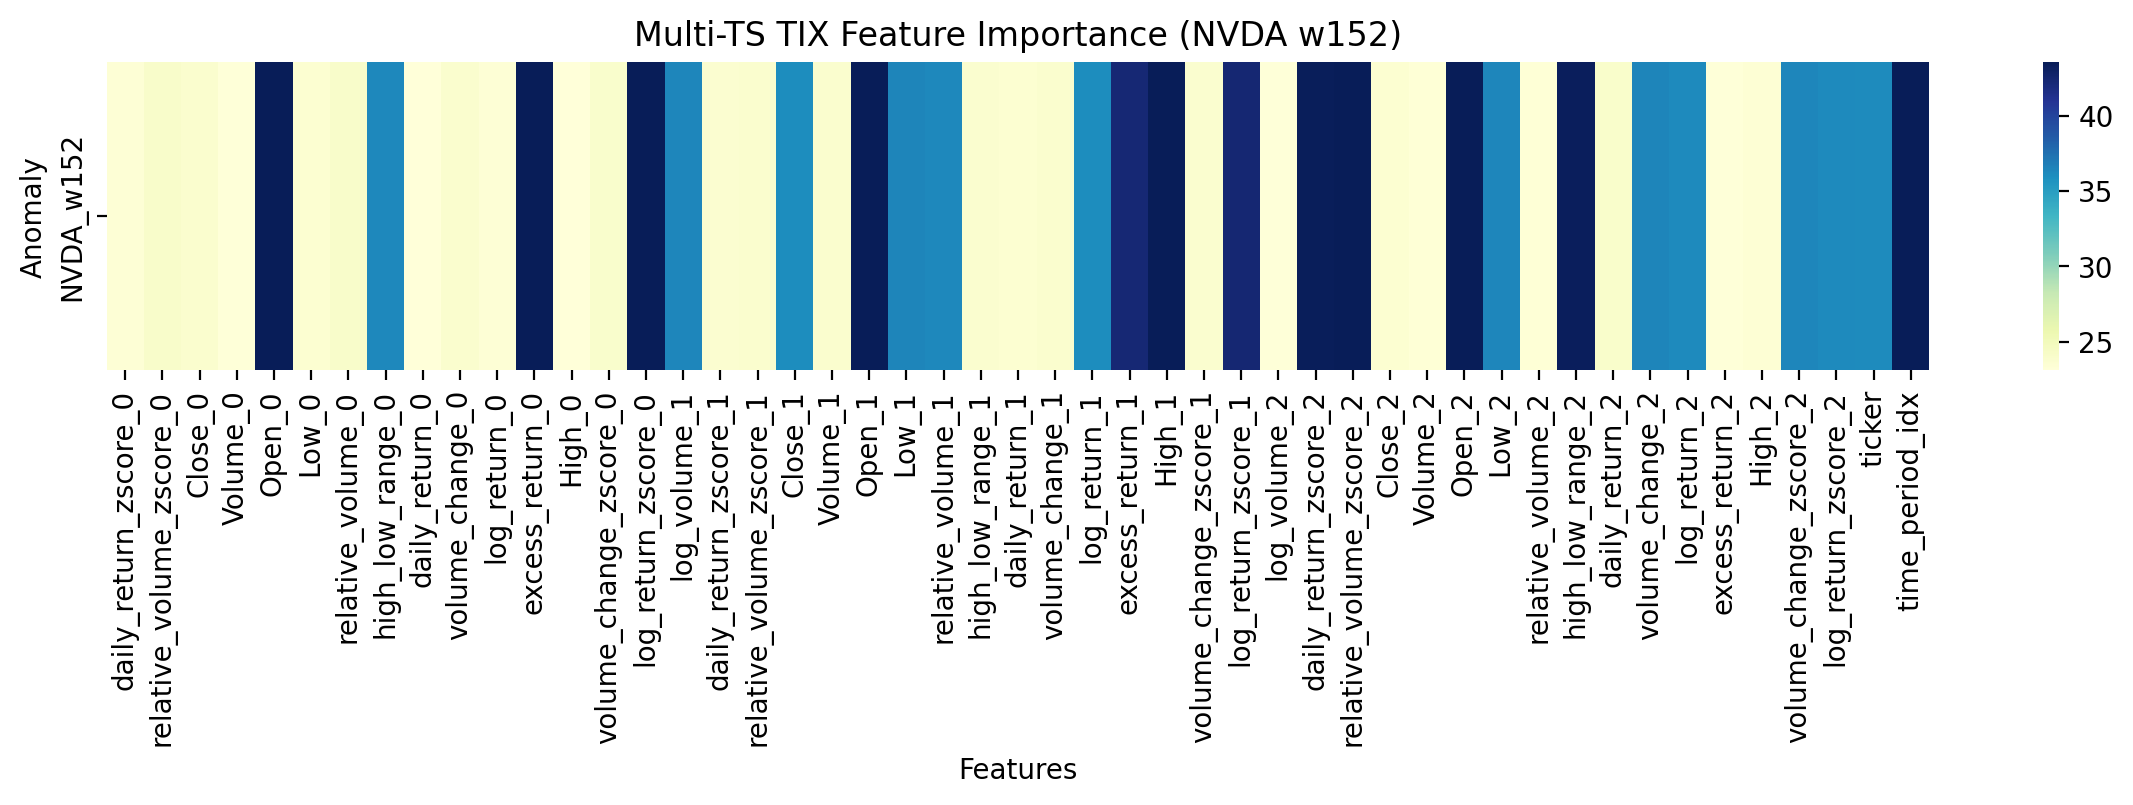 Multi-TS TIX Feature Importance (NVDA w152)
Anomaly
NVDA_w152
40
35
30
25
daily_return_zscore_0
relative_volume_zscore_0
Close_0
Volume_0
Open_0
Low_0
relative_volume_0
high_low_range_0
daily_return_0
volume_change_0
log_return_0
excess_return_0
High_0
volume_change_zscore_0
log_return_zscore_0
log_volume_1
daily_return_zscore_1
relative_volume_zscore_1
Close_1
Volume_1
Open_1
Low_1
relative_volume_1
high_low_range_1
daily_return_1
volume_change_1
log_return_1
excess_return_1
High_1
volume_change_zscore_1
log_return_zscore_1
log_volume_2
daily_return_zscore_2
relative_volume_zscore_2
Close_2
Volume_2
Open_2
Low_2
relative_volume_2
high_low_range_2
daily_return_2
volume_change_2
log_return_2
excess_return_2
High_2
volume_change_zscore_2
log_return_zscore_2
ticker
time_period_idx
Features